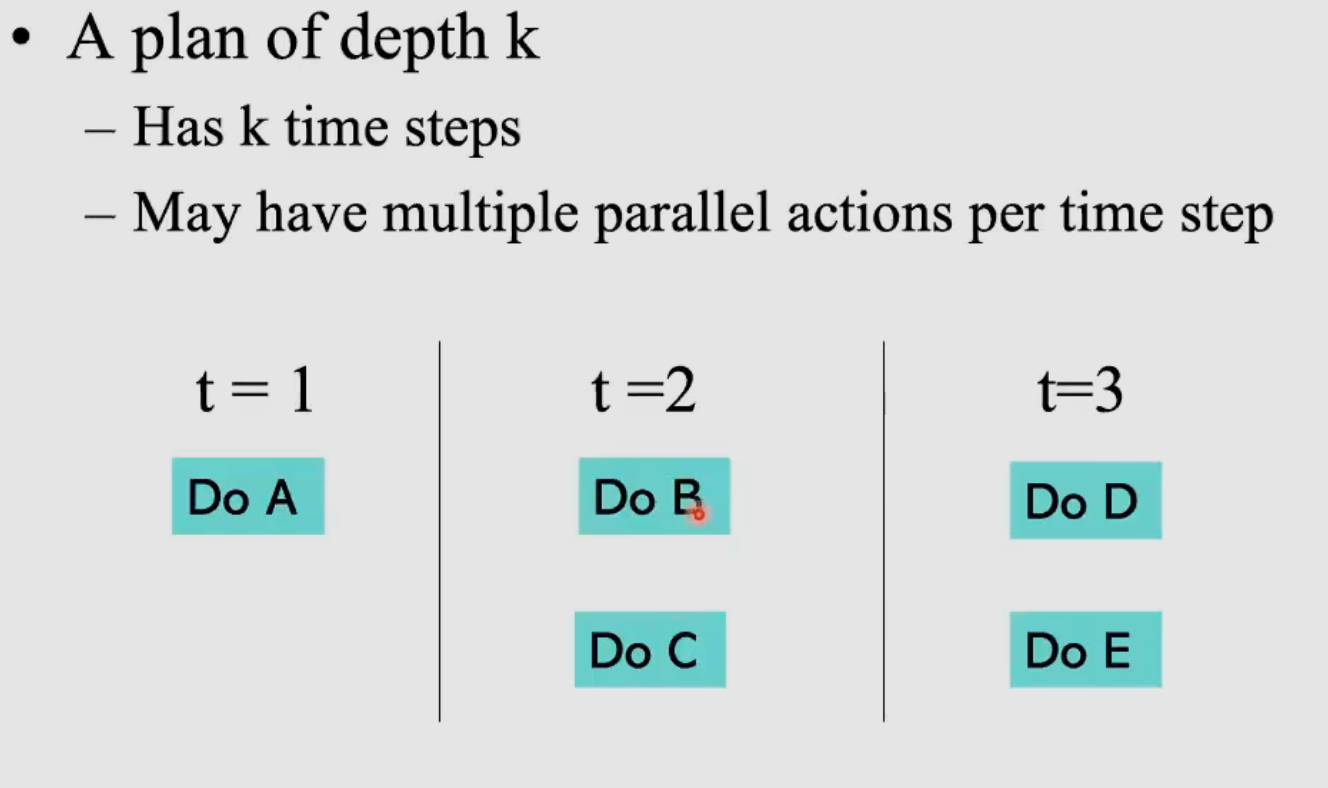 • A plan of depth k
– Has k time steps
– May have multiple parallel actions per time step
t = 1
t =2
t=3
Do A
Do B
Do D
Do C
Do E